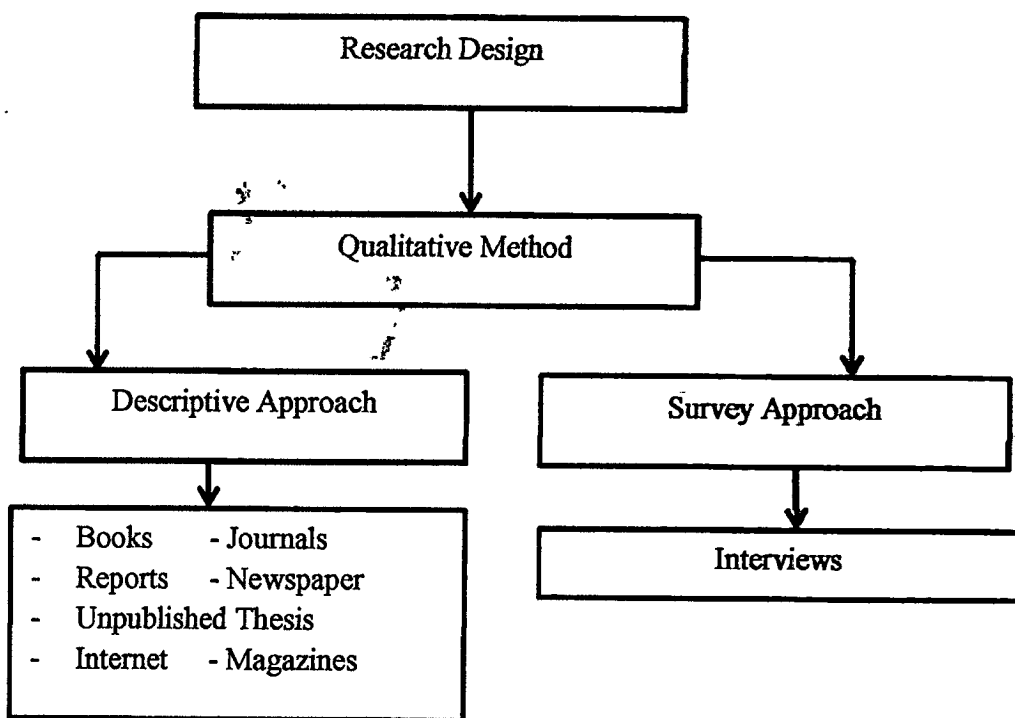 Research Design
Qualitative Method
Descriptive Approach
Survey Approach
- Books - Journals
- Reports - Newspaper
- Unpublished Thesis
- Internet - Magazines
Interviews